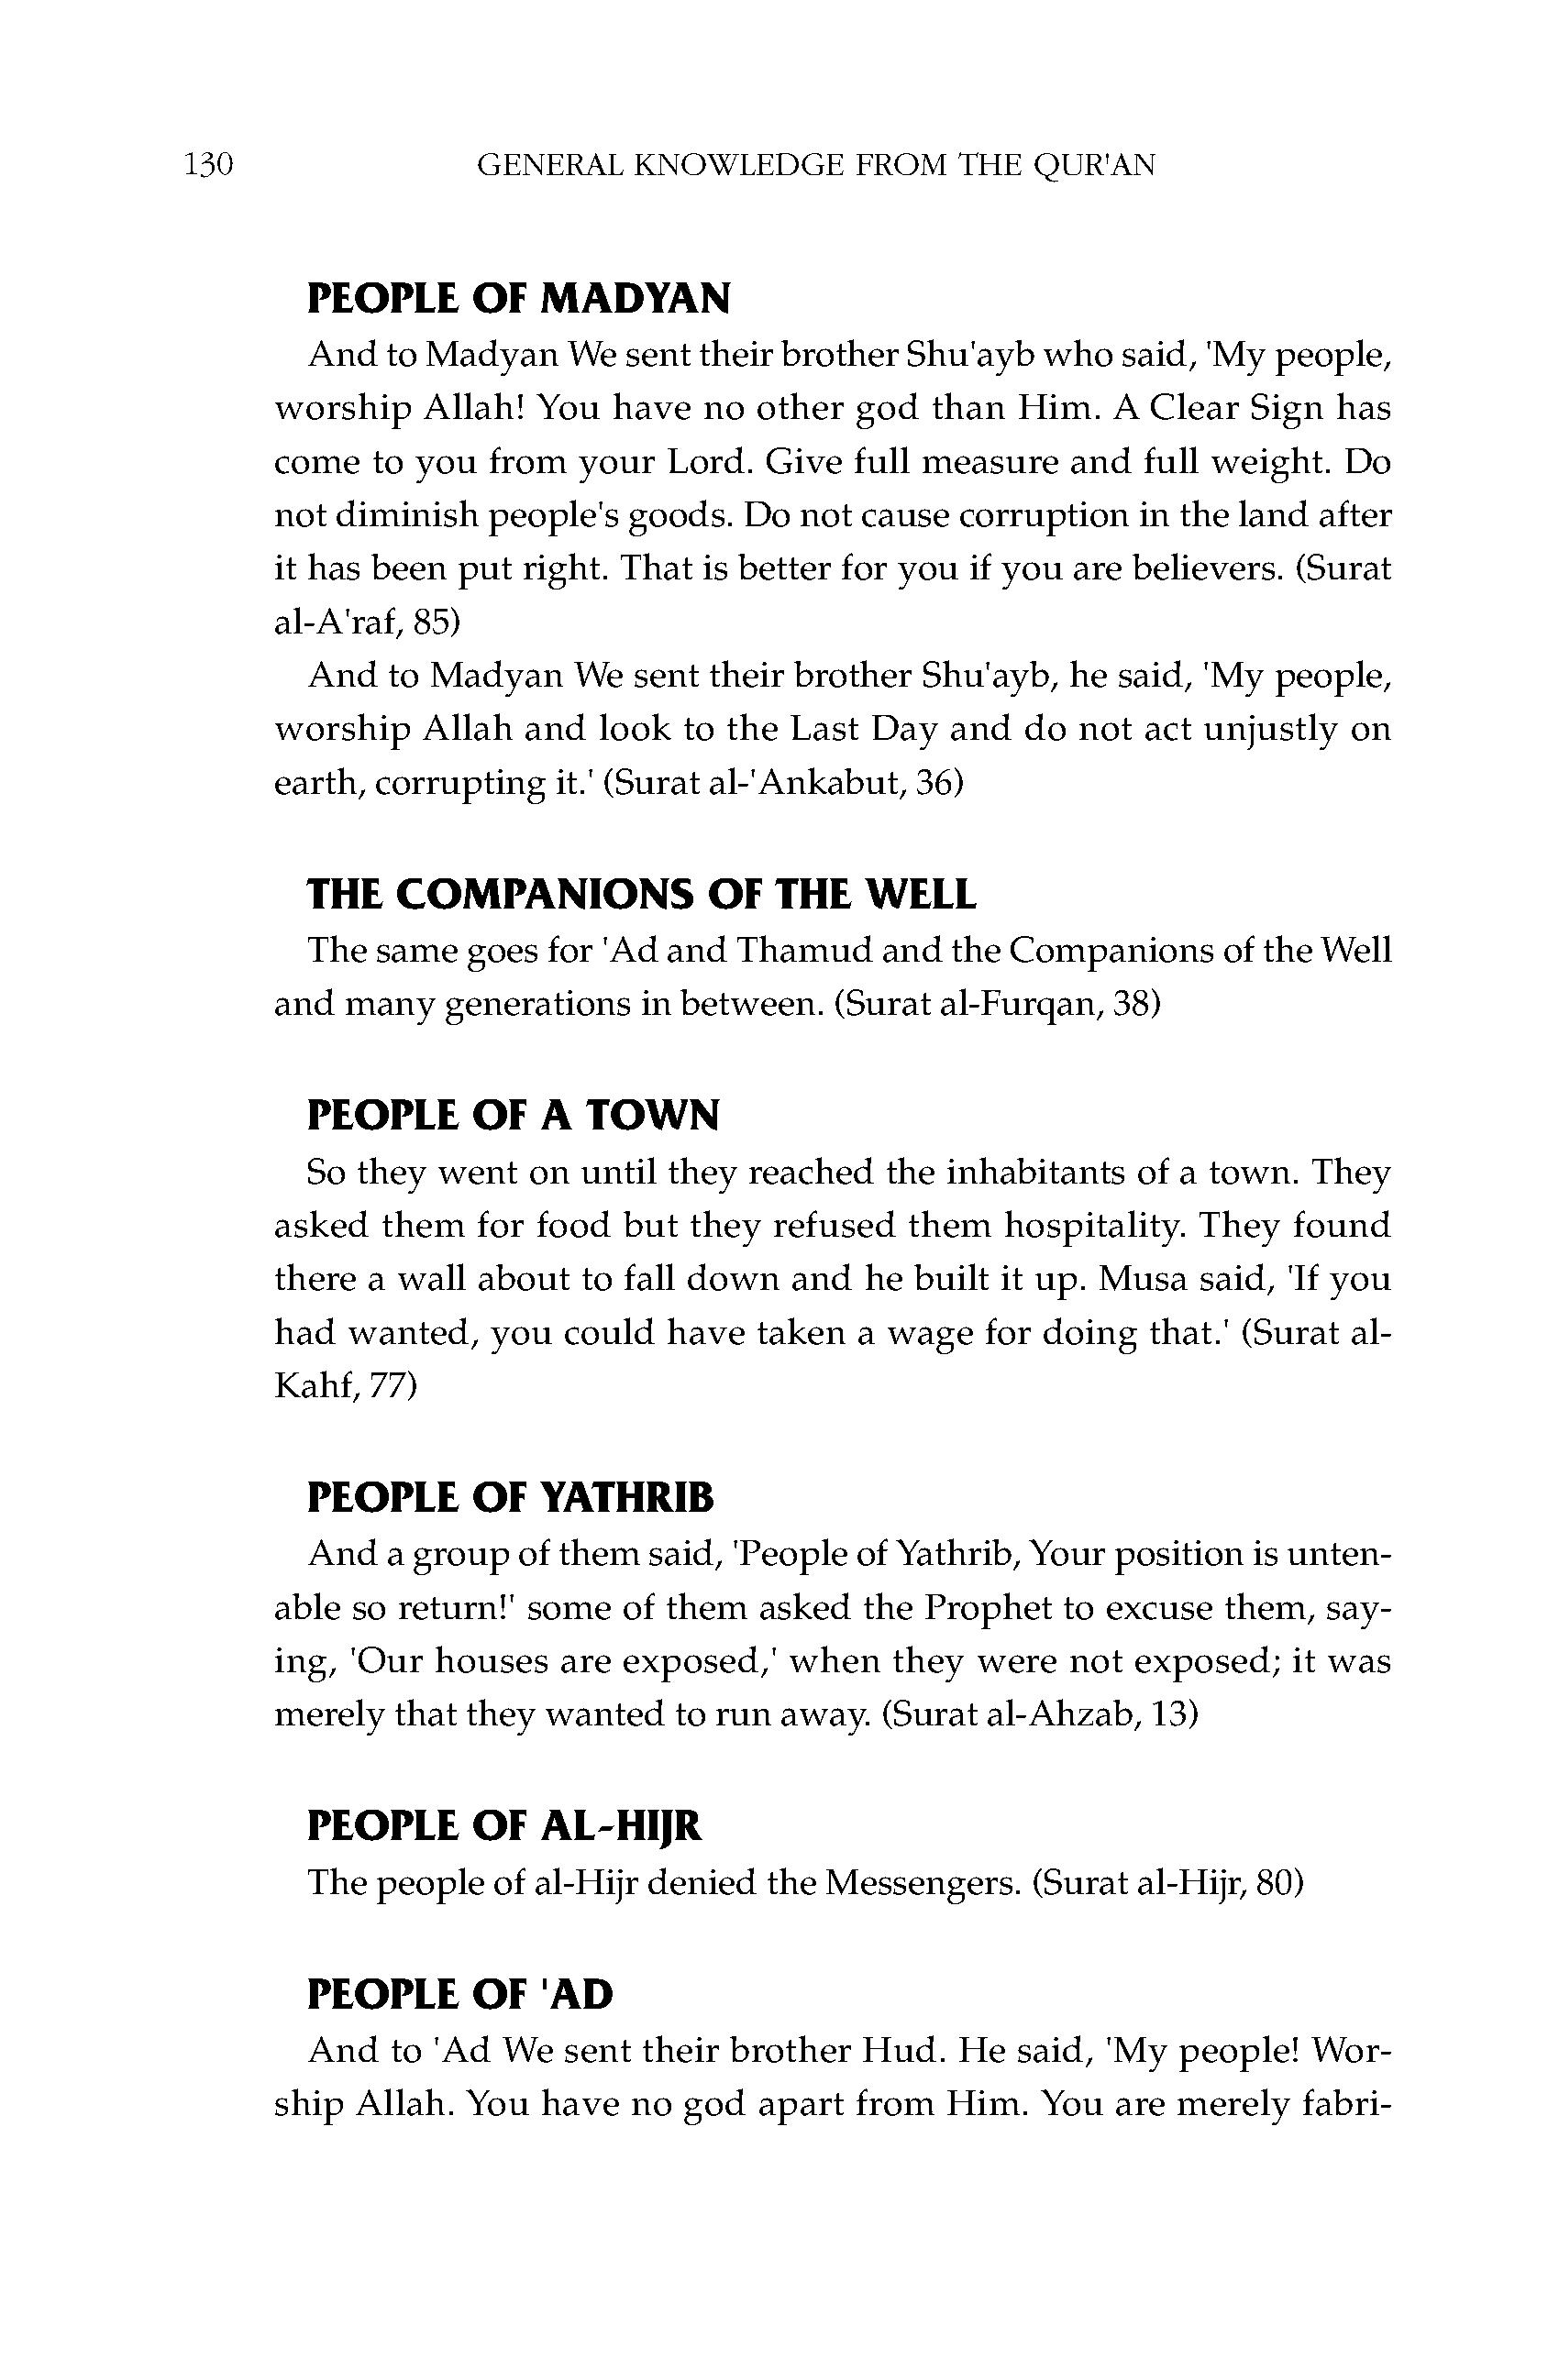 130 GENERAL KNOWLEDGE FROM THE QUR'AN
PEOPLE OF MADYAN
And to Madyan We sent their brother Shu'ayb who said, 'My people,
worship Allah! You have no other god than Him. A Clear Sign has
come to you from your Lord. Give full measure and full weight. Do
not diminish people's goods. Do not cause corruption in the land after
it has been put right. That is better for you if you are believers. (Surat
al-A'raf, 85)
And to Madyan We sent their brother Shu'ayb, he said, 'My people,
worship Allah and look to the Last Day and do not act unjustly on
earth, corrupting it.' (Surat al-'Ankabut, 36)
THE COMPANIONS OF THE WELL
The same goes for 'Ad and Thamud and the Companions of the Well
and many generations in between. (Surat al-Furqan, 38)
PEOPLE OF A TOWN
So they went on until they reached the inhabitants of a town. They
asked them for food but they refused them hospitality. They found
there a wall about to fall down and he built it up. Musa said, 'If you
had wanted, you could have taken a wage for doing that.' (Surat al-
Kahf, 77)
PEOPLE OF YATHRIB
And a group of them said, 'People of Yathrib, Your position is unten-
able so return!' some of them asked the Prophet to excuse them, say-
ing, 'Our houses are exposed,' when they were not exposed; it was
merely that they wanted to run away. (Surat al-Ahzab, 13)
PEOPLE OF AL-HIJR
The people of al-Hijr denied the Messengers. (Surat al-Hijr, 80)
PEOPLE OF 'AD
And to 'Ad We sent their brother Hud. He said, 'My people! Wor-
ship Allah. You have no god apart from Him. You are merely fabri-